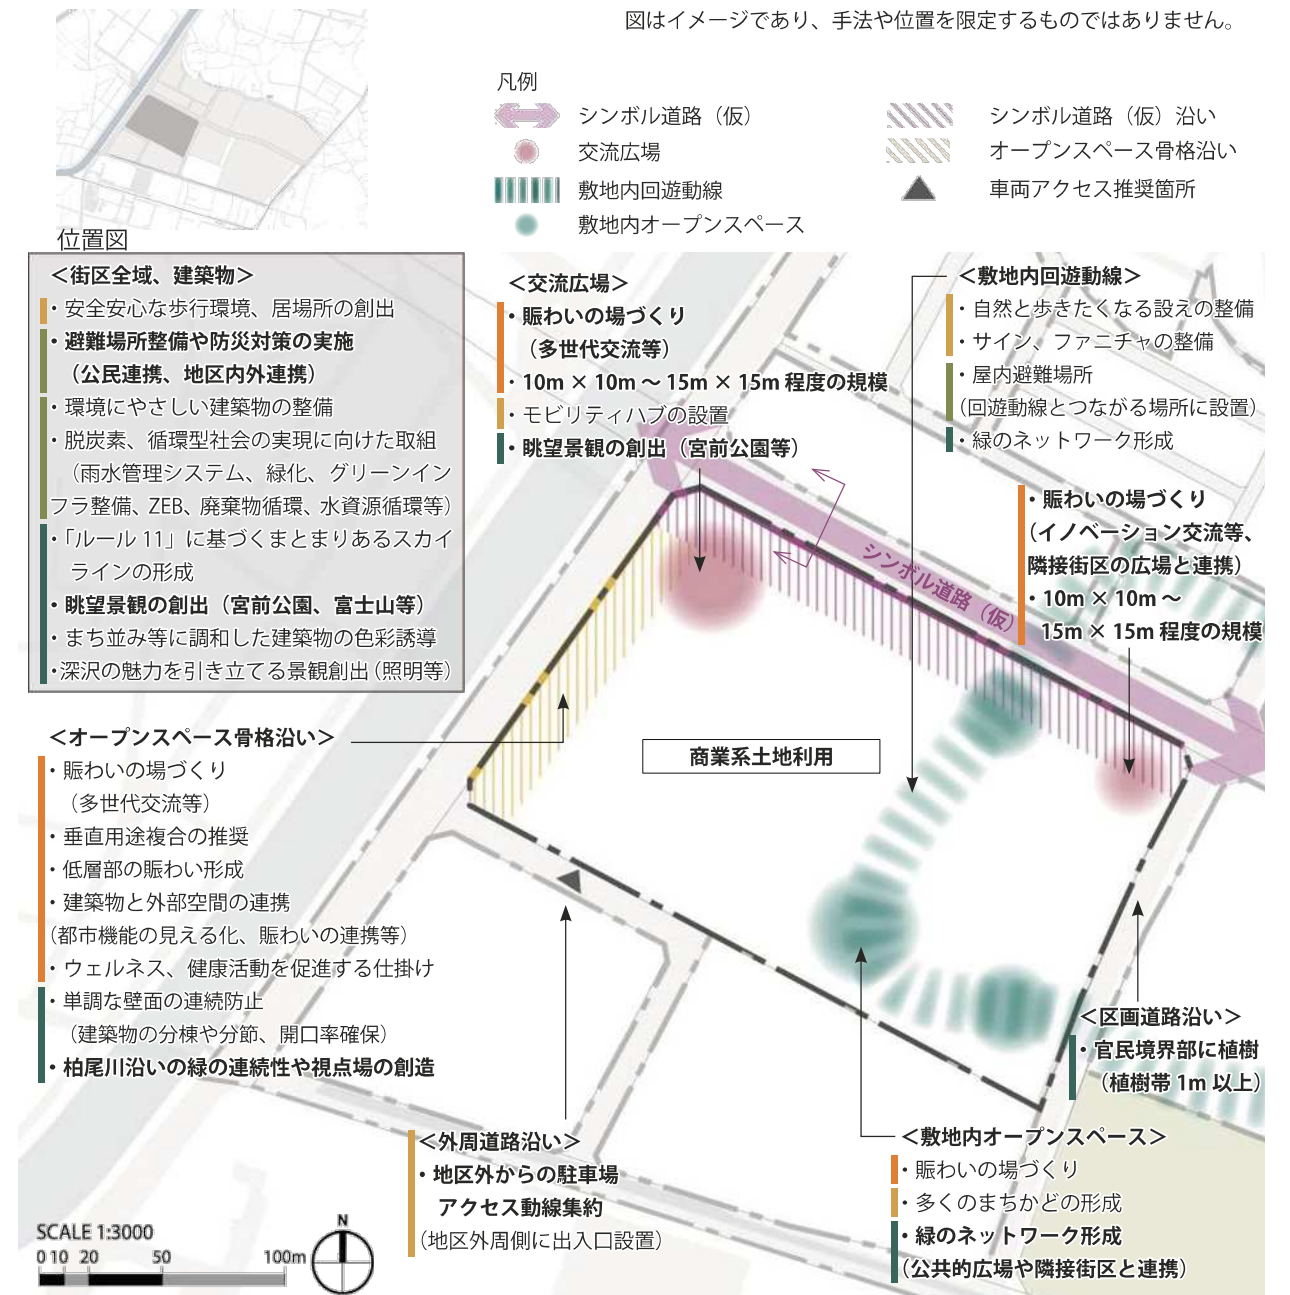 図はイメージであり、手法や位置を限定するものではありません。
凡例
シンボル道路（仮）
交流広場
敷地内回遊動線
敷地内オープンスペース
シンボル道路（仮）沿い
オープンスペース骨格沿い
車両アクセス推奨箇所
位置図
＜街区全域、建築物＞
・安全安心な歩行環境、居場所の創出
・避難場所整備や防災対策の実施
（公民連携、地区内外連携）
・環境にやさしい建築物の整備
・脱炭素、循環型社会の実現に向けた取組
（雨水管理システム、緑化、グリーンイン
フラ整備、ZEB、廃棄物循環、水資源循環等）
・「ルール 11」に基づくまとまりあるスカイ
ラインの形成
・眺望景観の創出（宮前公園、富士山等）
・まち並み等に調和した建築物の色彩誘導
・深沢の魅力を引き立てる景観創出（照明等）
＜交流広場＞
・賑わいの場づくり
（多世代交流等）
・10m × 10m ～ 15m × 15m 程度の規模
・モビリティハブの設置
・眺望景観の創出（宮前公園等）
＜敷地内回遊動線＞
・自然と歩きたくなる設えの整備
・サイン、ファニチャの整備
・屋内避難場所
（回遊動線とつながる場所に設置）
・緑のネットワーク形成
・賑わいの場づくり
（イノベーション交流等、
隣接街区の広場と連携）
・10m × 10m ～
15m × 15m 程度の規模
シンボル道路（仮）
商業系土地利用
＜オープンスペース骨格沿い＞
・賑わいの場づくり
（多世代交流等）
・垂直用途複合の推奨
・低層部の賑わい形成
・建築物と外部空間の連携
（都市機能の見える化、賑わいの連携等）
・ウェルネス、健康活動を促進する仕掛け
・単調な壁面の連続防止
（建築物の分棟や分節、開口率確保）
・柏尾川沿いの緑の連続性や視点場の創造
＜区画道路沿い＞
・官民境界部に植樹
（植樹帯 1m 以上）
＜外周道路沿い＞
・地区外からの駐車場
アクセス動線集約
（地区外周側に出入口設置）
＜敷地内オープンスペース＞
・賑わいの場づくり
・多くのまちかどの形成
・緑のネットワーク形成
（公共的広場や隣接街区と連携）
SCALE 1:3000
0 10 20 50 100m
N